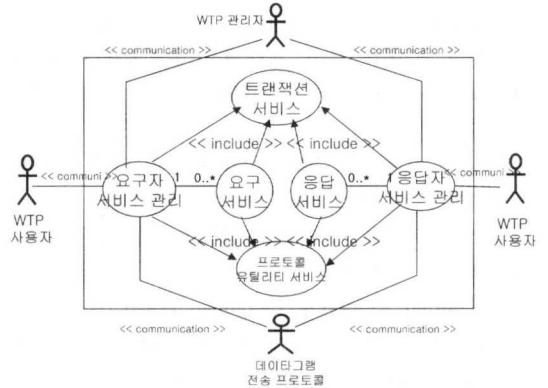 WTP 관리자
<< communication >>
<< communication >>
트랜잭션
서비스
<< include >>
<< include >>
<< communi >>
요구자
서비스 관리
1
0..*
요구
서비스
응답
서비스
0..*
1
응답자
서비스 관리
<< communi
WTP
사용자
WTP
사용자
<< include >>
<< include >>
프로토콜
유틸리티 서비스
<< communication >>
<< communication >>
데이타그램
전송 프로토콜